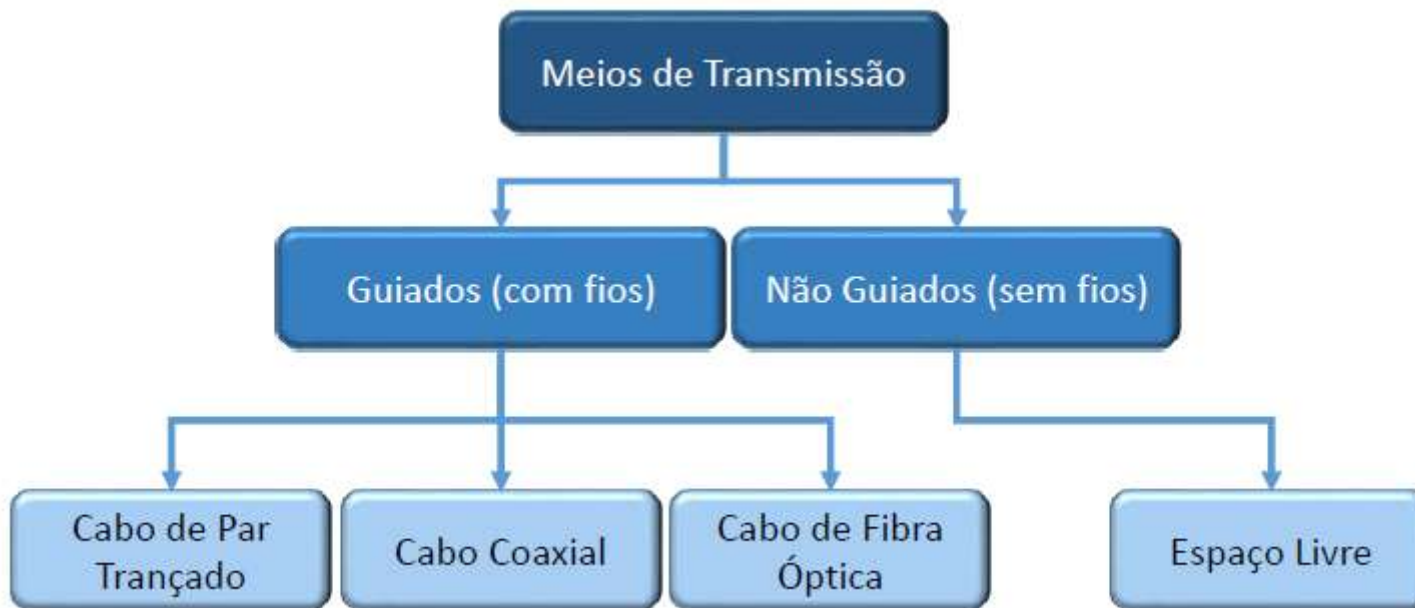 Meios de Transmissão
Guiados (com fios)
Não Guiados (sem fios)
Cabo de Par
Trançado
Cabo Coaxial
Cabo de Fibra
Óptica
Espaço Livre